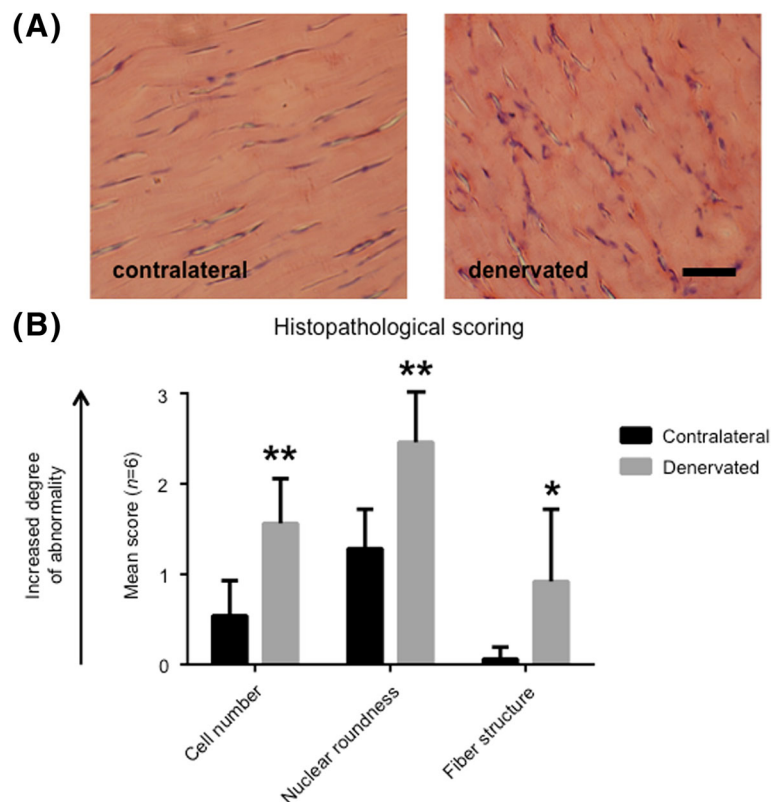 (A)
contralateral
denervated
(B)
Histopathological scoring
Increased degree
of abnormality
Mean score (n=6)
3
2
1
0
**
**
*
Contralateral
Denervated
Cell number
Nuclear roundness
Fiber structure